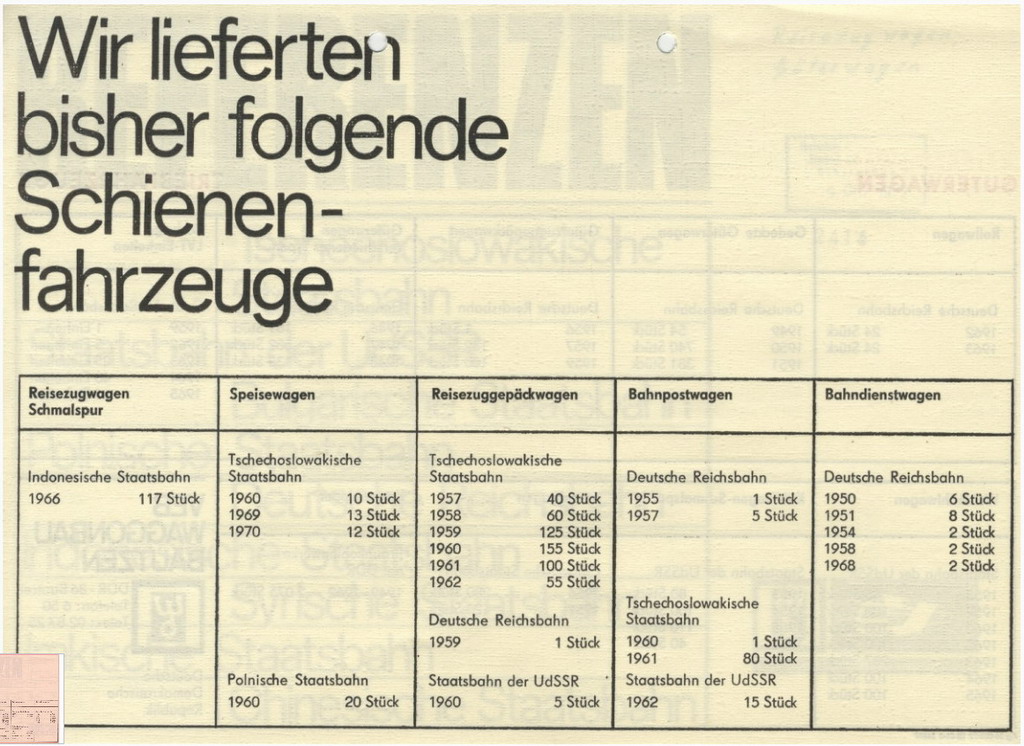 Wir lieferten
bisher folgende
Schienen-
fahrzeuge
Reisezugwagen
Schmalspur
Indonesische Staatsbahn
1966 117 Stück
Speisewagen
Tschechoslowakische
Staatsbahn
1960 10 Stück
1969 13 Stück
1970 12 Stück
Polnische Staatsbahn
1960 20 Stück
Reisezuggepäckwagen
Tschechoslowakische
Staatsbahn
1957 40 Stück
1958 60 Stück
1959 125 Stück
1960 155 Stück
1961 100 Stück
1962 55 Stück
Deutsche Reichsbahn
1959 1 Stück
Staatsbahn der UdSSR
1960 5 Stück
Bahnpostwagen
Deutsche Reichsbahn
1955 1 Stück
1957 5 Stück
Tschechoslowakische
Staatsbahn
1960 1 Stück
1961 80 Stück
Staatsbahn der UdSSR
1962 15 Stück
Bahndienstwagen
Deutsche Reichsbahn
1950 6 Stück
1951 8 Stück
1954 2 Stück
1958 2 Stück
1968 2 Stück